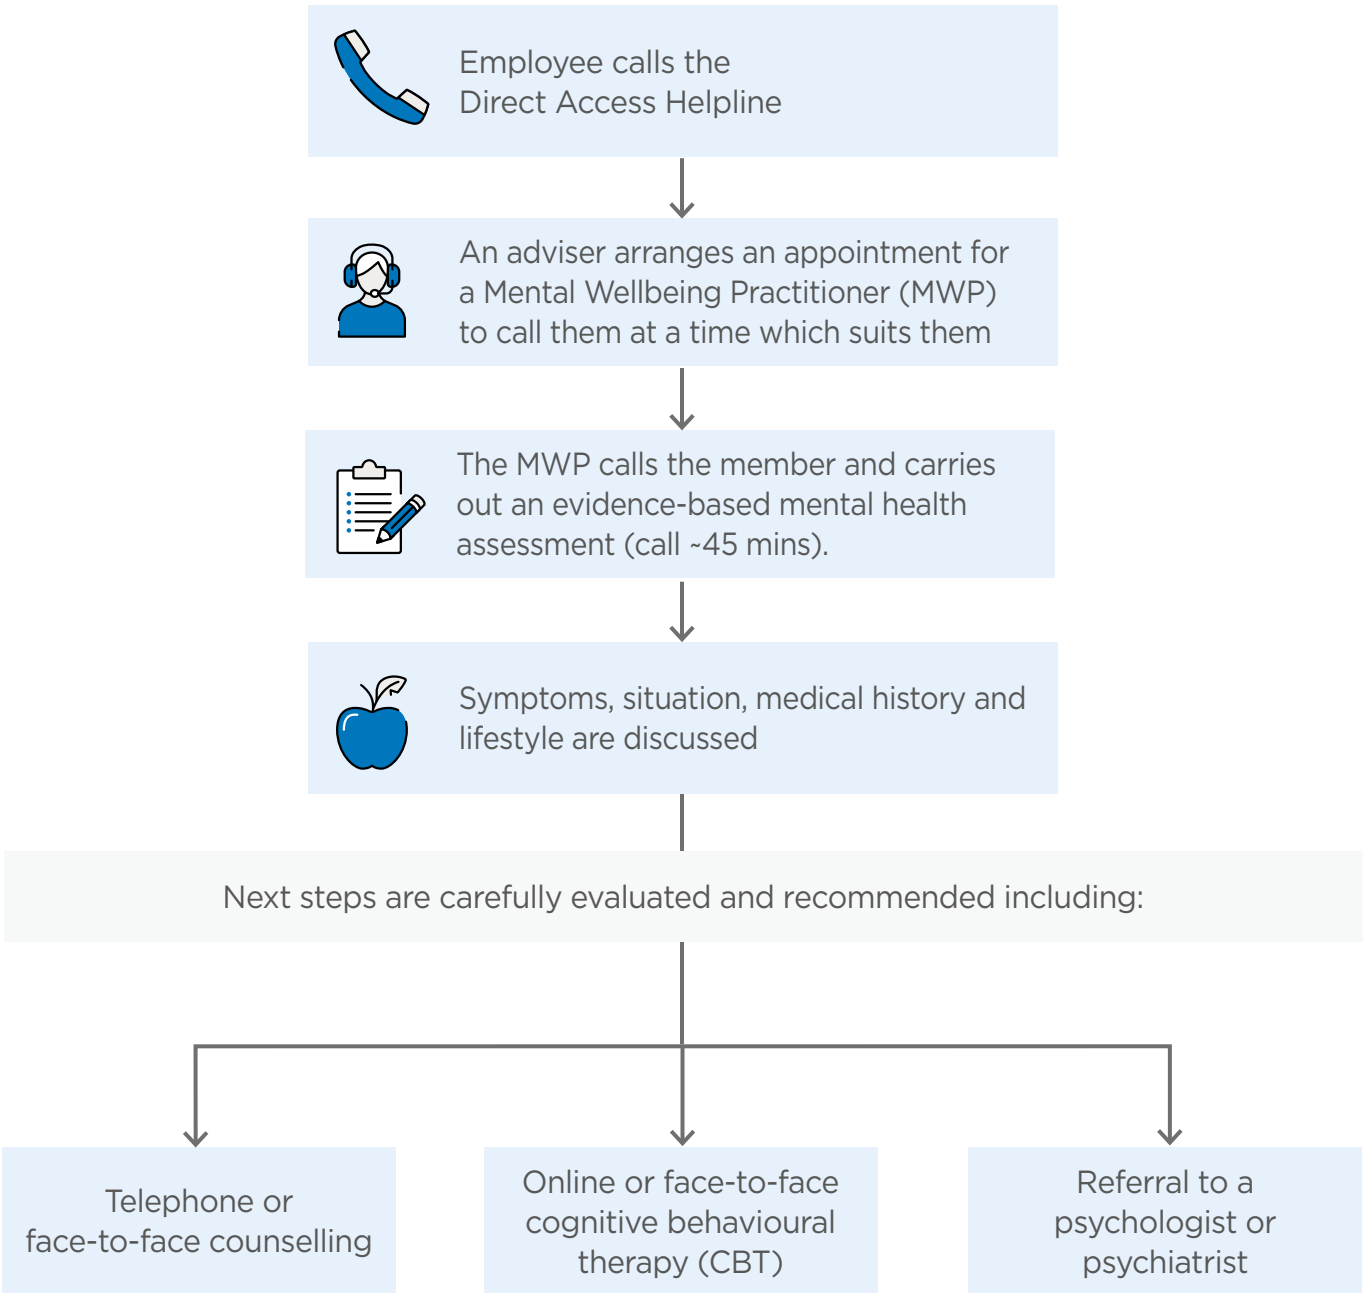 Employee calls the
Direct Access Helpline
An adviser arranges an appointment for
a Mental Wellbeing Practitioner (MWP)
to call them at a time which suits them
The MWP calls the member and carries
out an evidence-based mental health
assessment (call ~45 mins).
Symptoms, situation, medical history and
lifestyle are discussed
Next steps are carefully evaluated and recommended including:
Telephone or
face-to-face counselling
Online or face-to-face
cognitive behavioural
therapy (CBT)
Referral to a
psychologist or
psychiatrist